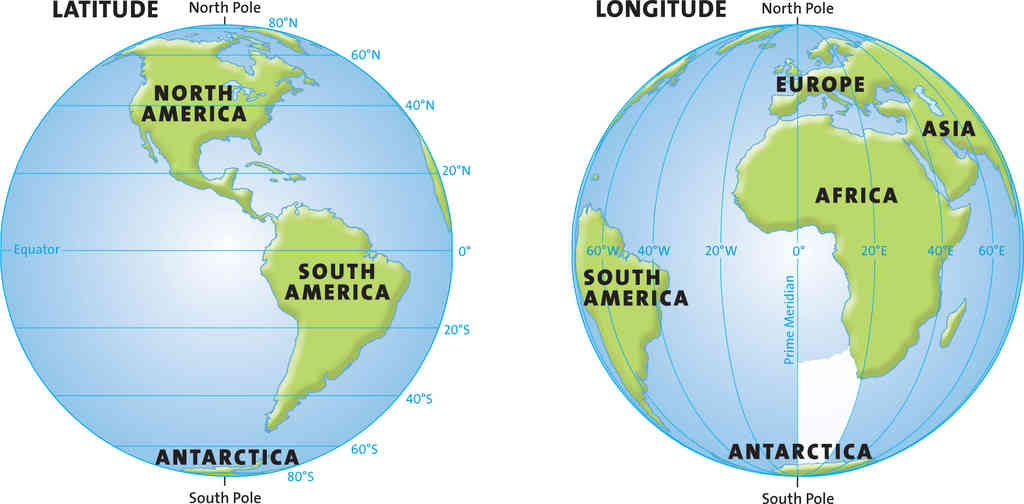 LATITUDE
North Pole
80°N
60°N
NORTH
AMERICA
40°N
20°N
Equator
0°
SOUTH
AMERICA
20°S
40°S
60°S
ANTARCTICA
80°S
South Pole
LONGITUDE
North Pole
EUROPE
ASIA
AFRICA
60°W 40°W 20°W 0° 20°E 40°E 60°E
SOUTH
AMERICA
Prime Meridian
ANTARCTICA
South Pole